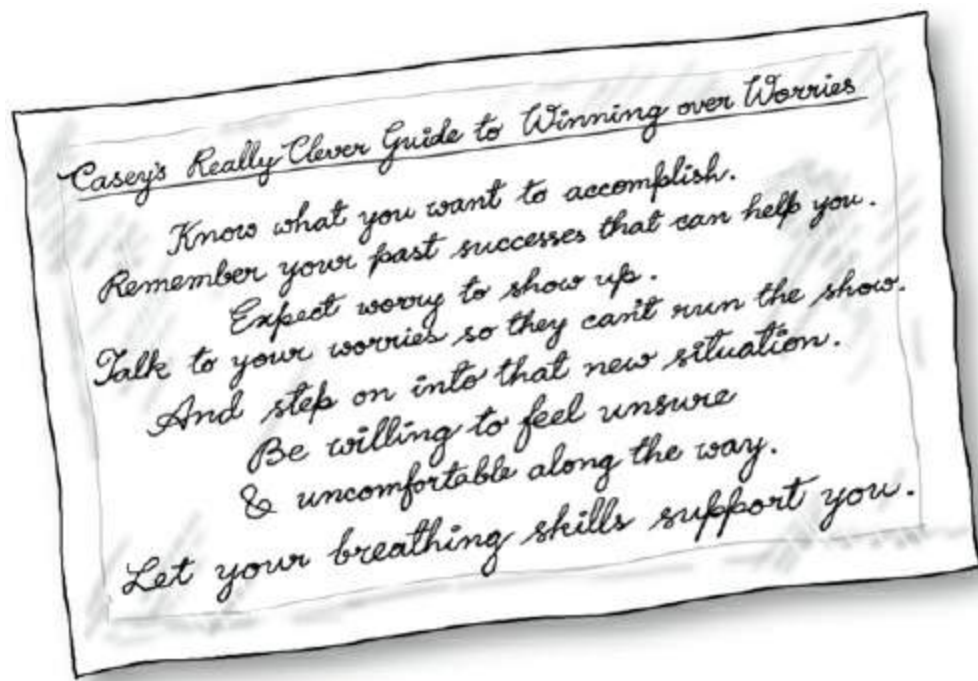 Casey's Really Clever Guide to Winning over Worries
Know what you want to accomplish.
Remember your past successes that can help you.
Expect worry to show up.
Talk to your worries so they can't run the show.
And step on into that new situation.
Be willing to feel unsure
& uncomfortable along the way.
Let your breathing skills support you.